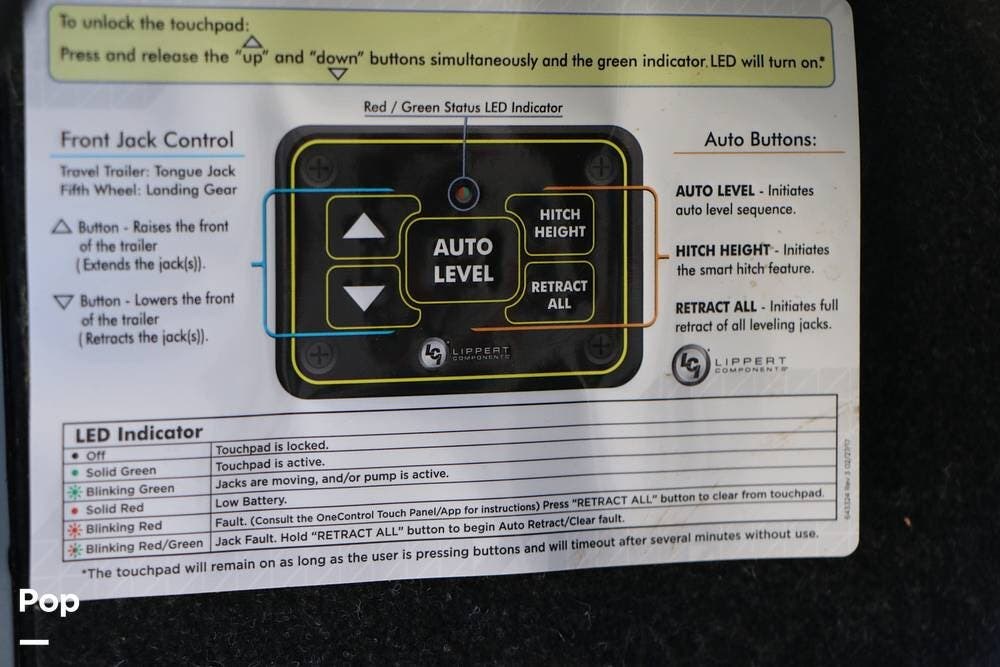 To unlock the touchpad:
Press and release the "up" and "down" buttons simultaneously and the green indicator LED will turn on.*
Red / Green Status LED Indicator
Front Jack Control
Travel Trailer: Tongue Jack
Fifth Wheel: Landing Gear
△ Button - Raises the front
of the trailer
(Extends the jack(s)).
▽ Button - Lowers the front
of the trailer
(Retracts the jack(s)).
AUTO
LEVEL
HITCH
HEIGHT
RETRACT
ALL
LCI LIPPERT
COMPONENTS
Auto Buttons:
AUTO LEVEL - Initiates
auto level sequence.
HITCH HEIGHT - Initiates
the smart hitch feature.
RETRACT ALL - Initiates full
retract of all leveling jacks.
LCI LIPPERT
COMPONENTS
LED Indicator
Off Touchpad is locked.
Solid Green Touchpad is active.
Blinking Green Jacks are moving, and/or pump is active.
Solid Red Low Battery.
Blinking Red Fault. (Consult the OneControl Touch Panel/App for instructions) Press "RETRACT ALL" button to clear from touchpad.
Blinking Red/Green Jack Fault. Hold "RETRACT ALL" button to begin Auto Retract/Clear fault.
*The touchpad will remain on as long as the user is pressing buttons and will timeout after several minutes without use.
Pop